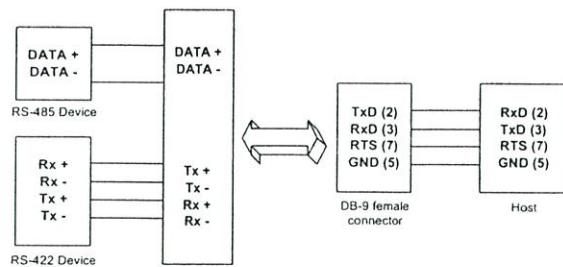 DATA +
DATA -
RS-485 Device
Rx +
Rx -
Tx +
Tx -
RS-422 Device
DATA +
DATA -
Tx +
Tx -
Rx +
Rx -
TxD (2)
RxD (3)
RTS (7)
GND (5)
DB-9 female
connector
RxD (2)
TxD (3)
RTS (7)
GND (5)
Host